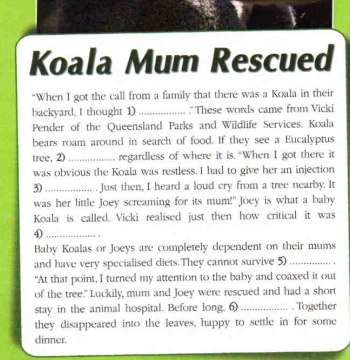 Koala Mum Rescued
"When I got the call from a family that there was a Koala in their
backyard, I thought 1) ................ ." These words came from Vicki
Pender of the Queensland Parks and Wildlife Services. Koala
bears roam around in search of food. If they see a Eucalyptus
tree, 2) ................ regardless of where it is. "When I got there it
was obvious the Koala was restless. I had to give her an injection
3) ................ . Just then, I heard a loud cry from a tree nearby. It
was her little Joey screaming for its mum!" Joey is what a baby
Koala is called. Vicki realised just then how critical it was
4) ................ .
Baby Koalas or Joeys are completely dependent on their mums
and have very specialised diets. They cannot survive 5) ................ .
"At that point, I turned my attention to the baby and coaxed it out
of the tree." Luckily, mum and Joey were rescued and had a short
stay in the animal hospital. Before long, 6) ................ . Together
they disappeared into the leaves, happy to settle in for some
dinner.